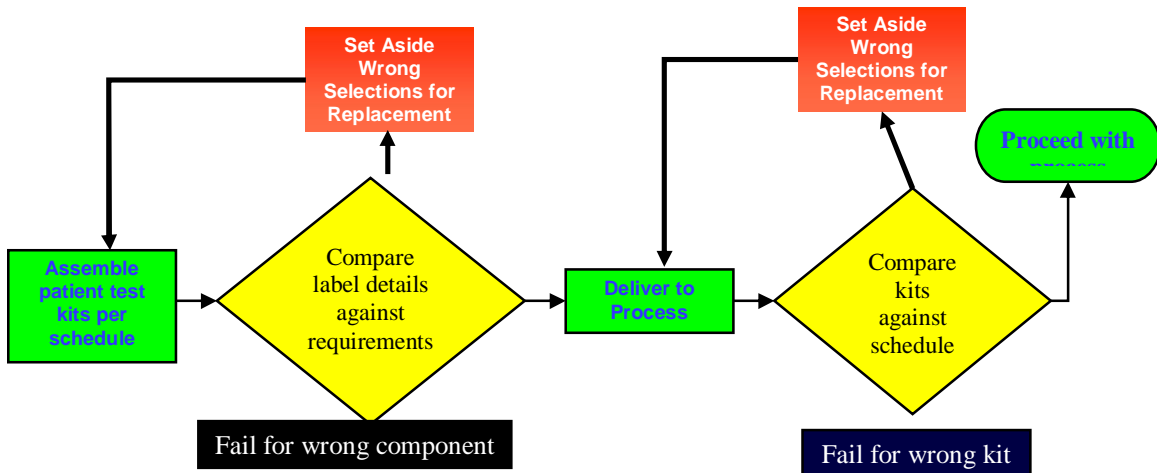 Set Aside
Wrong
Selections for
Replacement
Set Aside
Wrong
Selections for
Replacement
Proceed with
process
Assemble
patient test
kits per
schedule
Compare
label details
against
requirements
Deliver to
Process
Compare
kits
against
schedule
Fail for wrong component
Fail for wrong kit